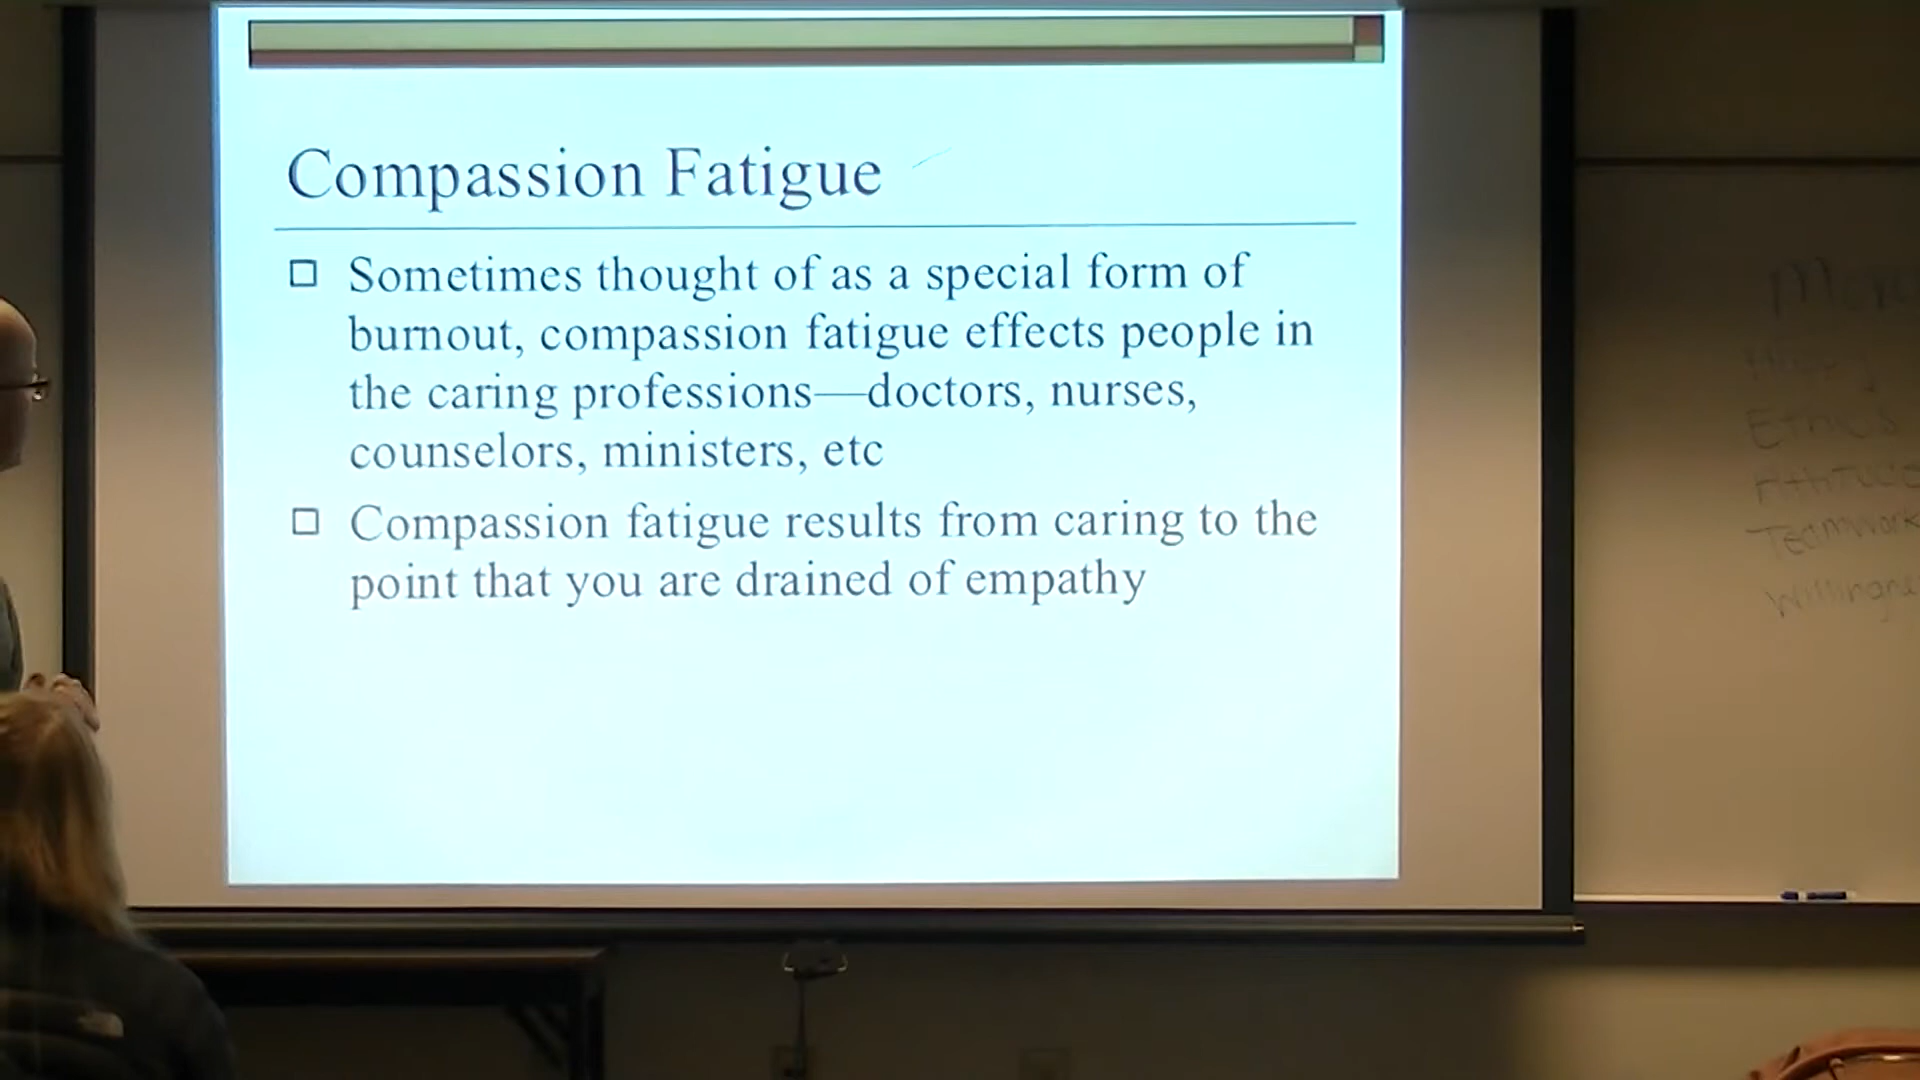 Compassion Fatigue
Sometimes thought of as a special form of
burnout, compassion fatigue effects people in
the caring professions—doctors, nurses,
counselors, ministers, etc
Compassion fatigue results from caring to the
point that you are drained of empathy
Ethics
Teamwork